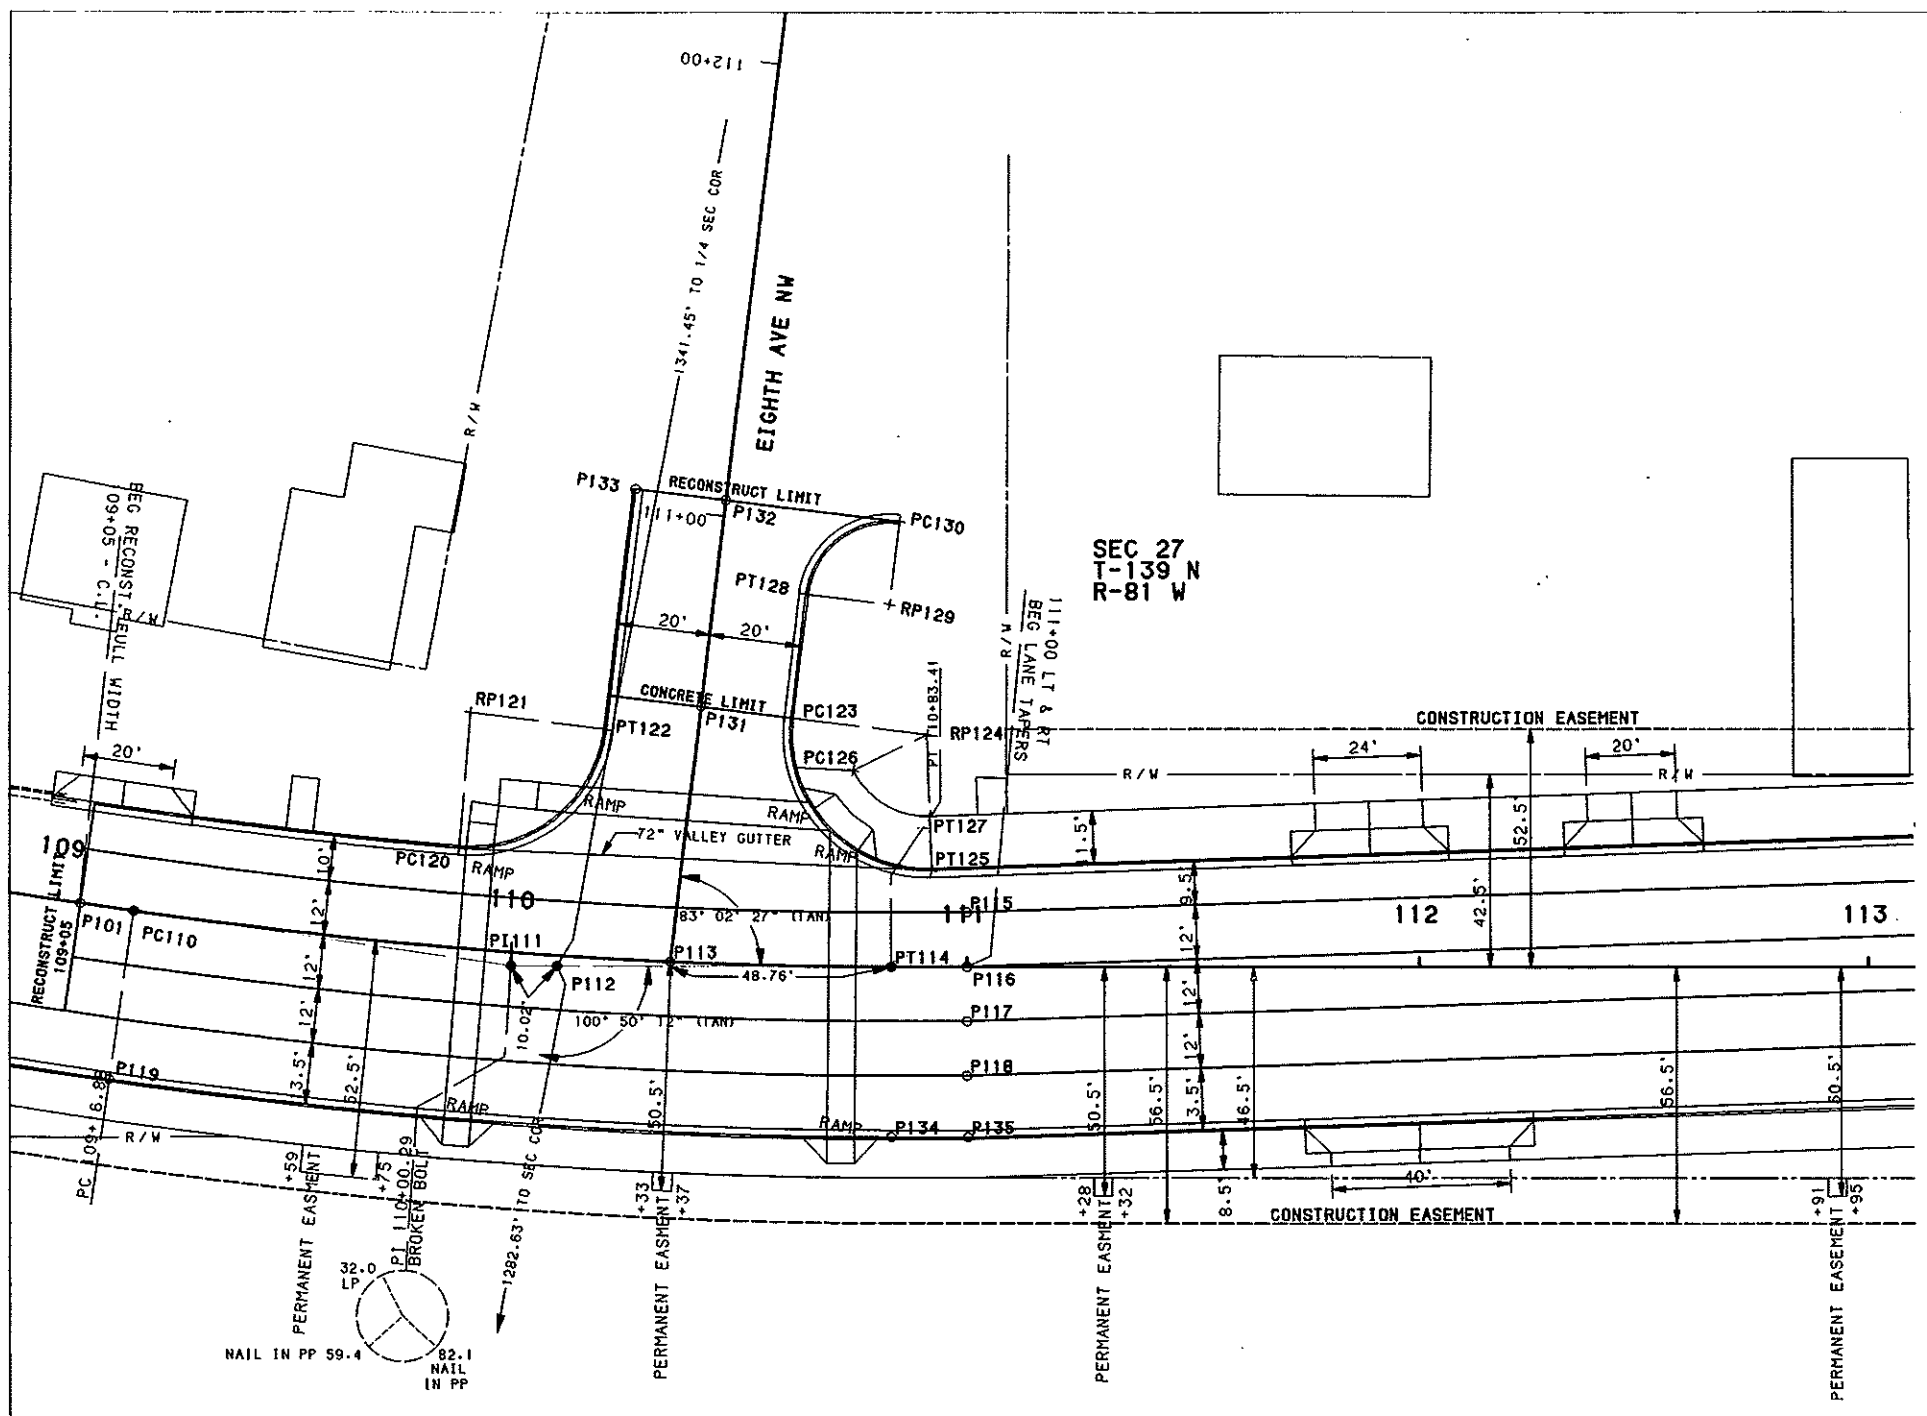 112+00
1341.45' TO 1/4 SEC COR
EIGHTH AVE NW
R/W
P133
RECONSTRUCT LIMIT
111+00
P132
PC130
BEG RECONST. FULL WIDTH
09+05 - C.L.
R/W
SEC 27
T-139 N
R-81 W
PT128
RP129
20'
20'
R/W
111+00 LT & RT
BEG LANE TAPERS
PT 110+83.41
RP121
CONCRETE LIMIT
P131
PC123
PT122
RP124
PC126
CONSTRUCTION EASEMENT
20'
24'
20'
R/W
R/W
RAMP
RAMP
72" VALLEY GUTTER
RAMP
PT127
PT125
1.5'
52.5'
42.5'
109
PC120
RAMP
10'
12'
110
83° 02' 27" (TAN)
P115
111
9.5'
112
113
RECONSTRUCT LIMIT
109+05
P101
PC110
PI111
P113
PT114
12'
48.76'
P112
P116
12'
12'
P117
10.02'
100° 50' 12" (TAN)
12'
12'
P118
P119
3.5'
52.5'
50.5'
50.5'
56.5'
3.5'
46.5'
56.5'
50.5'
RAMP
RAMP
P134
P135
R/W
PC 109+16.8
+59
+75
PERMANENT EASMENT
PI 110+00.29
BROKEN BOLT
1282.63' TO SEC COR
+33
+37
PERMANENT EASMENT
+28
+32
PERMANENT EASMENT
8.5'
40'
CONSTRUCTION EASEMENT
+91
+95
PERMANENT EASEMENT
32.0
LP
NAIL IN PP 59.4
82.1
NAIL
IN PP